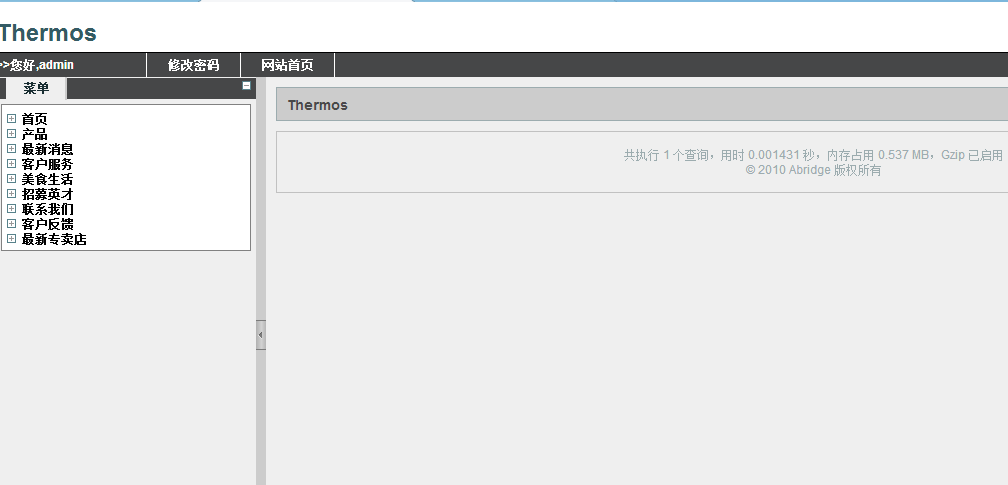 Thermos
>>您好,admin 修改密码 网站首页
菜单
首页
产品
最新消息
客户服务
美食生活
招募英才
联系我们
客户反馈
最新专卖店
Thermos
共执行 1 个查询，用时 0.001431 秒，内存占用 0.537 MB，Gzip 已启用
© 2010 Abridge 版权所有